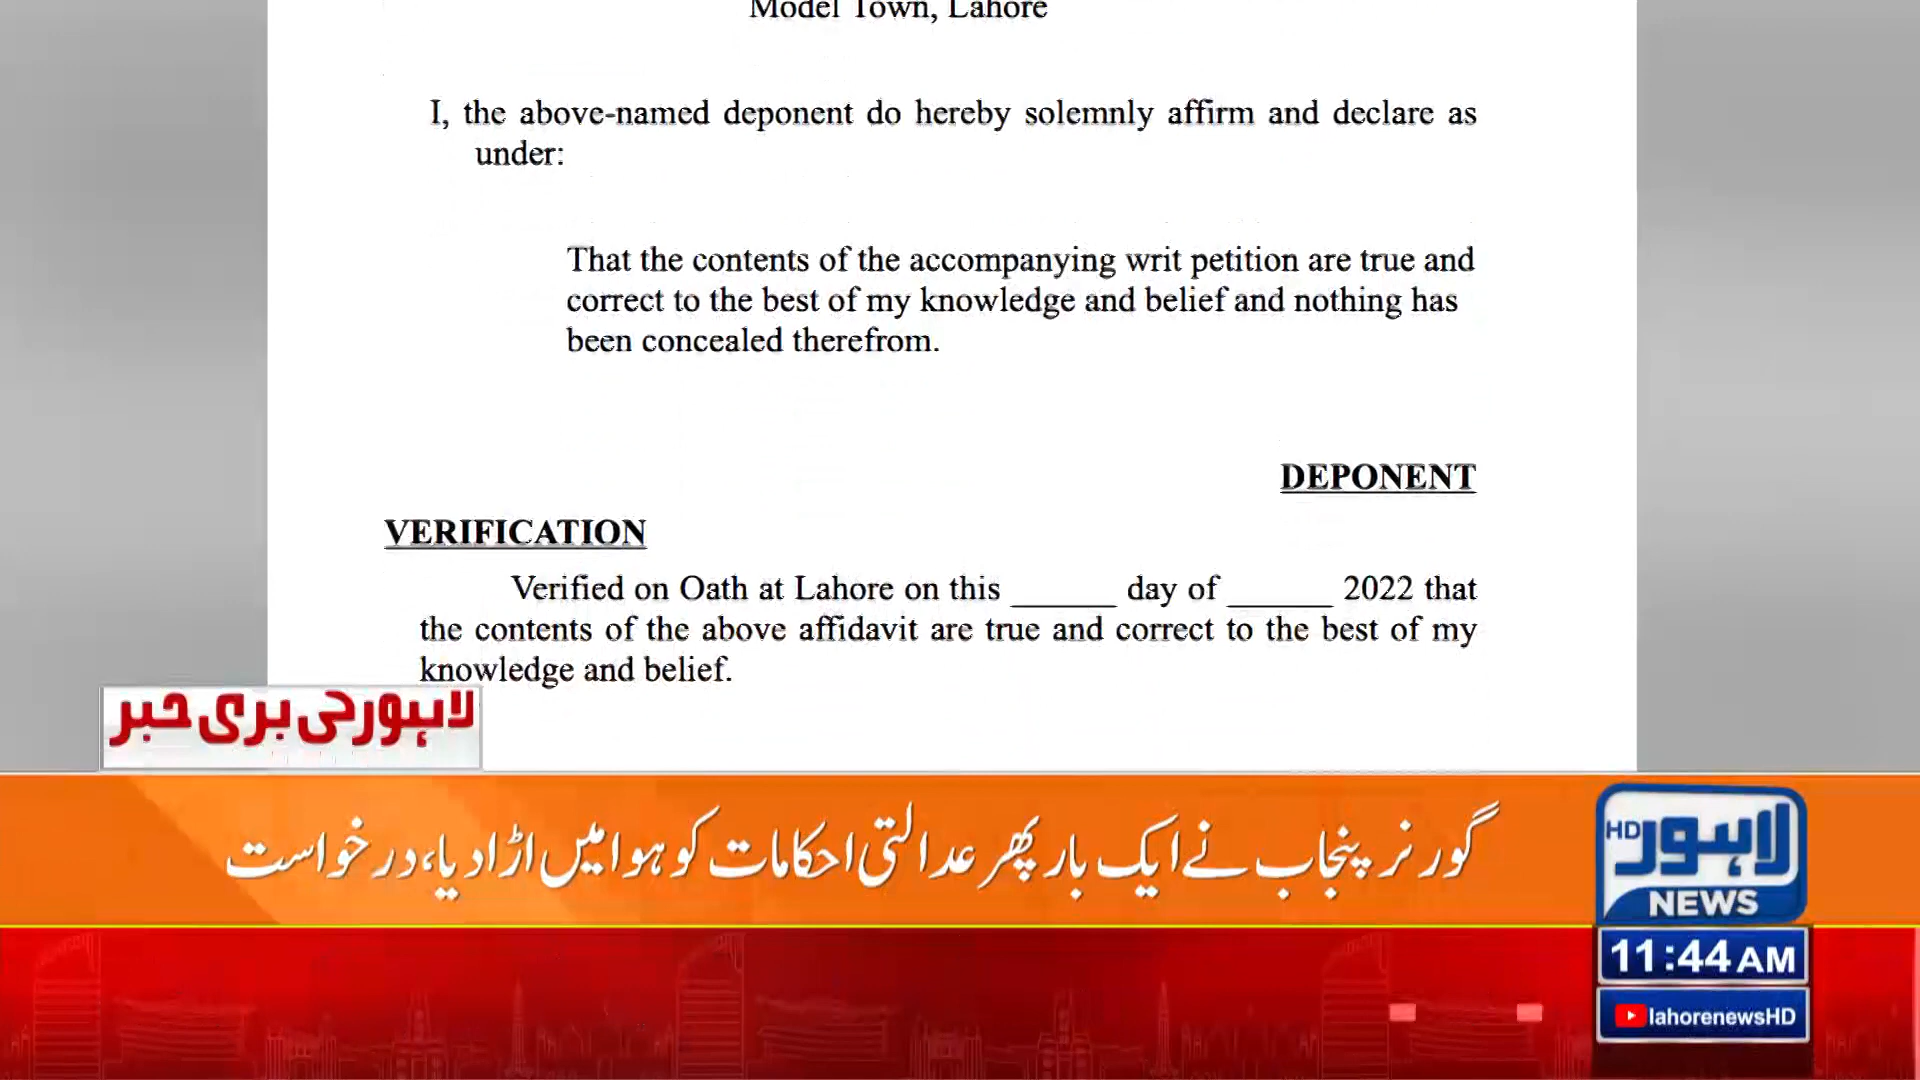 Model Town, Lahore
I, the above-named deponent do hereby solemnly affirm and declare as
under:
That the contents of the accompanying writ petition are true and
correct to the best of my knowledge and belief and nothing has
been concealed therefrom.
DEPONENT
VERIFICATION
Verified on Oath at Lahore on this ______ day of ______ 2022 that
the contents of the above affidavit are true and correct to the best of my
knowledge and belief.
لاہور کی بڑی خبر
گورنر پنجاب نے ایک بار پھر عدالتی احکامات کو ہوا میں اڑا دیا، درخواست
لاہور HD
NEWS
11:44 AM
lahorenewsHD